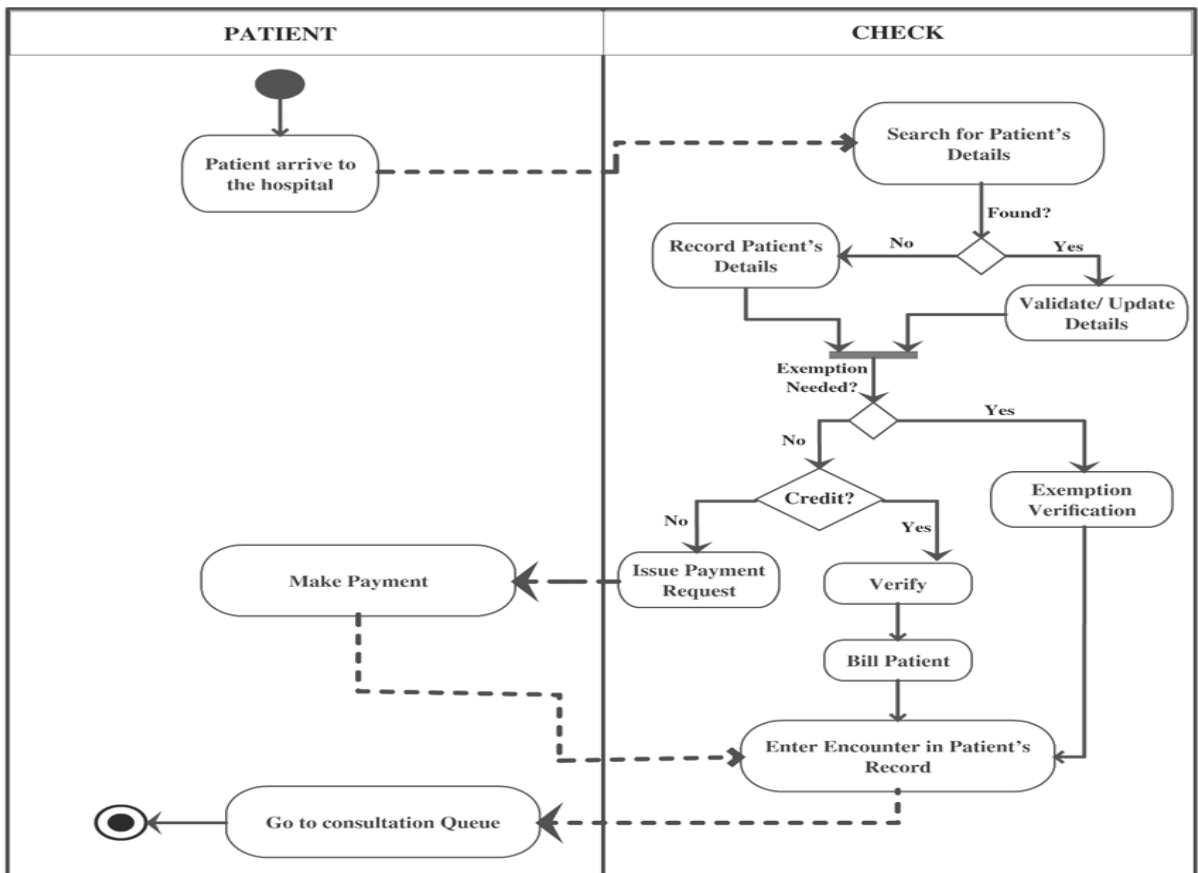 PATIENT
CHECK
Patient arrive to
the hospital
Search for Patient's
Details
Found?
No
Yes
Record Patient's
Details
Validate/ Update
Details
Exemption
Needed?
Yes
No
Credit?
Exemption
Verification
No
Yes
Make Payment
Issue Payment
Request
Verify
Bill Patient
Enter Encounter in Patient's
Record
Go to consultation Queue